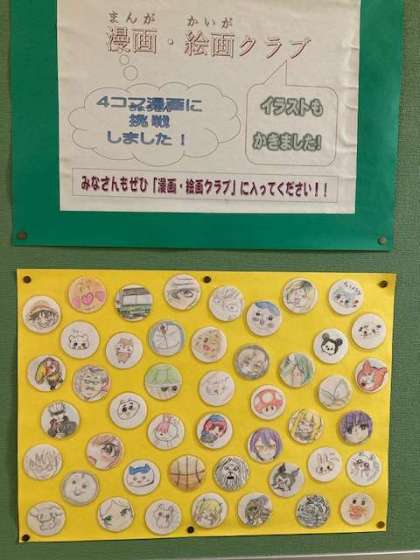 まんが かいが
漫画・絵画クラブ
4コマ漫画に
挑戦
しました!
イラストも
かきました!
みなさんもぜひ「漫画・絵画クラブ」に入ってください!!